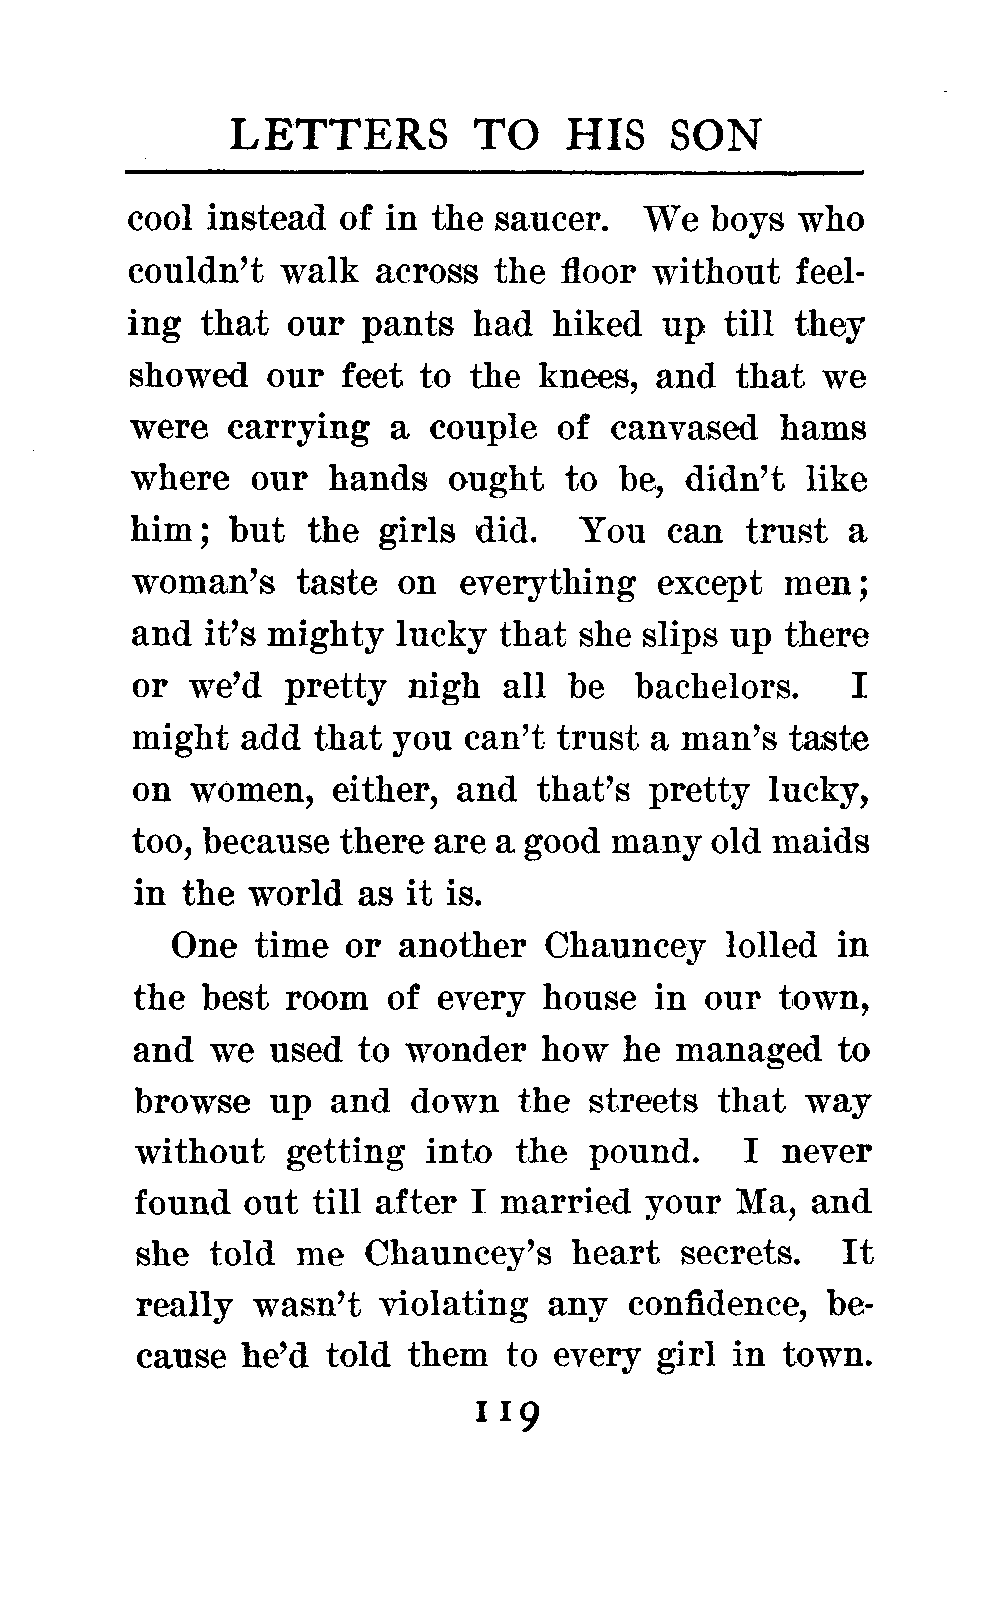 LETTERS TO HIS SON
cool instead of in the saucer. We boys who
couldn't walk across the floor without feel-
ing that our pants had hiked up till they
showed our feet to the knees, and that we
were carrying a couple of canvased hams
where our hands ought to be, didn't like
him; but the girls did. You can trust a
woman's taste on everything except men;
and it's mighty lucky that she slips up there
or we'd pretty nigh all be bachelors. I
might add that you can't trust a man's taste
on women, either, and that's pretty lucky,
too, because there are a good many old maids
in the world as it is.
One time or another Chauncey lolled in
the best room of every house in our town,
and we used to wonder how he managed to
browse up and down the streets that way
without getting into the pound. I never
found out till after I married your Ma, and
she told me Chauncey's heart secrets. It
really wasn't violating any confidence, be-
cause he'd told them to every girl in town.
119